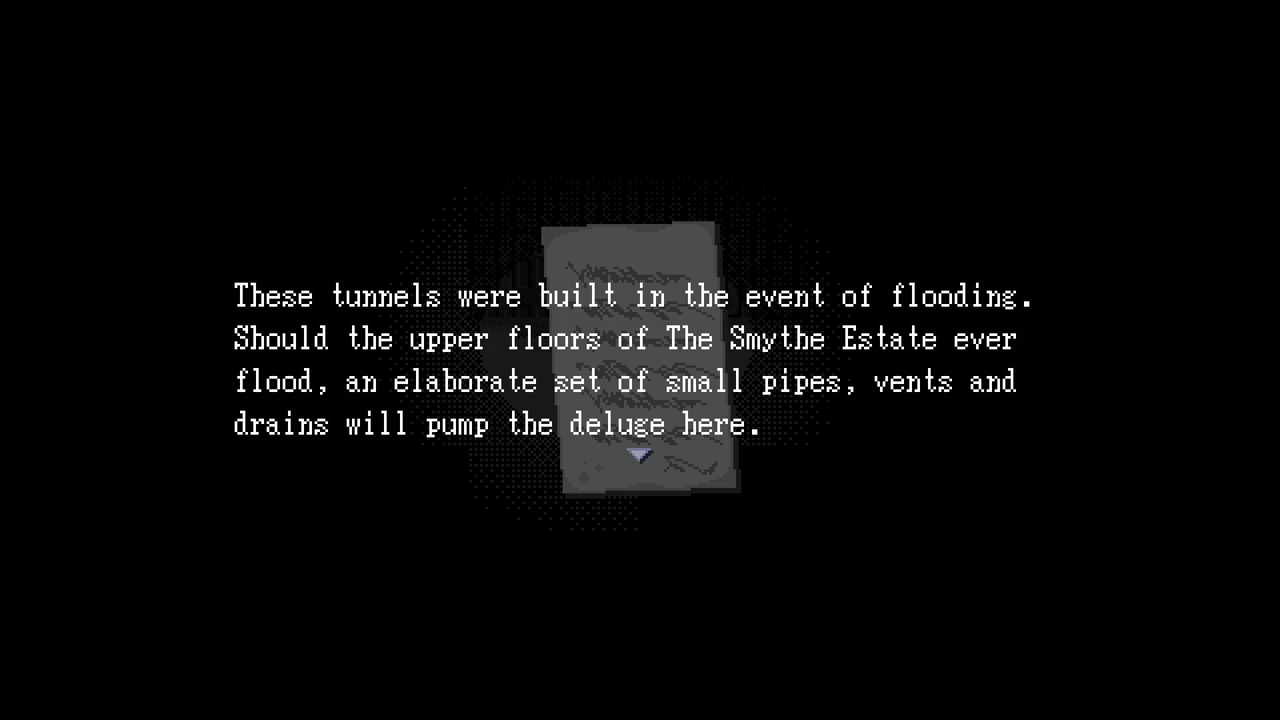 These tunnels were built in the event of flooding.
Should the upper floors of The Smythe Estate ever
flood, an elaborate set of small pipes, vents and
drains will pump the deluge here.